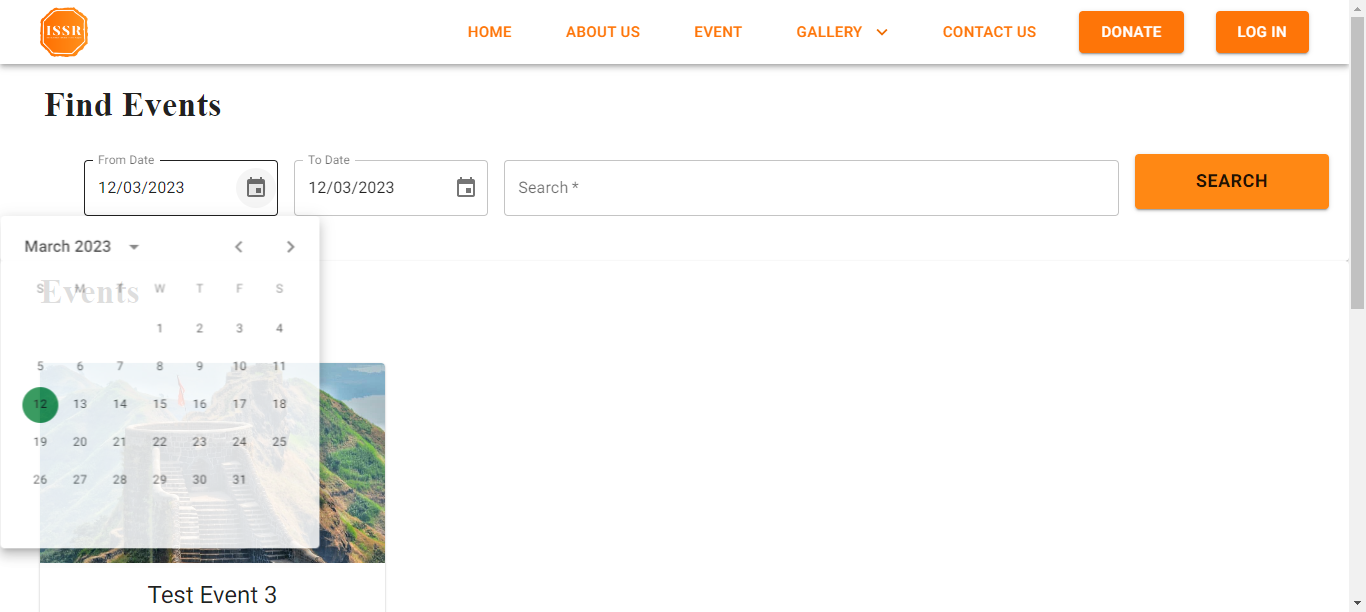 ISSR
HOME ABOUT US EVENT GALLERY CONTACT US DONATE LOG IN
Find Events
From Date To Date
12/03/2023 12/03/2023 Search * SEARCH
March 2023
Events
S M T W T F S
1 2 3 4
5 6 7 8 9 10 11
12 13 14 15 16 17 18
19 20 21 22 23 24 25
26 27 28 29 30 31
Test Event 3